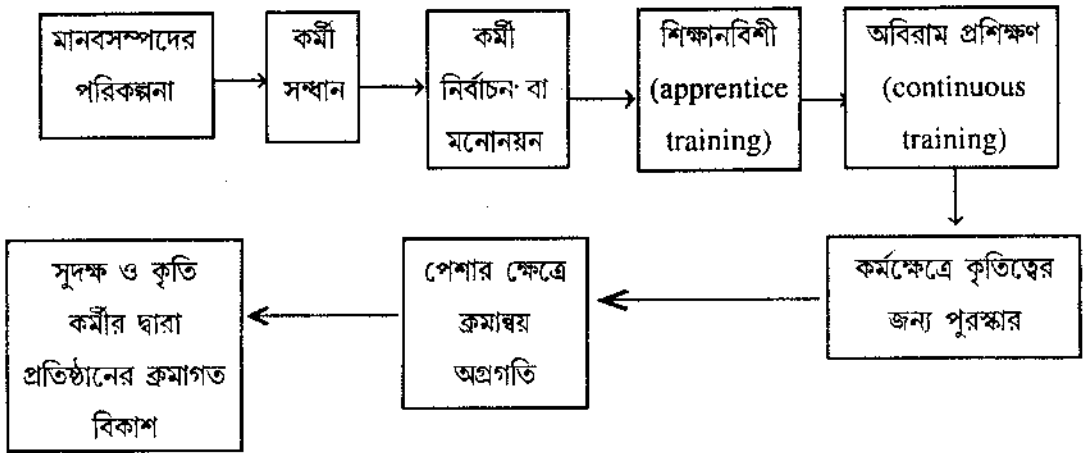 মানবসম্পদের
পরিকল্পনা
কর্মী
সন্ধান
কর্মী
নির্বাচন বা
মনোনয়ন
শিক্ষানবিশী
(apprentice
training)
অবিরাম প্রশিক্ষণ
(continuous
training)
কর্মক্ষেত্রে কৃতিত্বের
জন্য পুরস্কার
পেশার ক্ষেত্রে
ক্রমান্বয়
অগ্রগতি
সুদক্ষ ও কৃতি
কর্মীর দ্বারা
প্রতিষ্ঠানের ক্রমাগত
বিকাশ